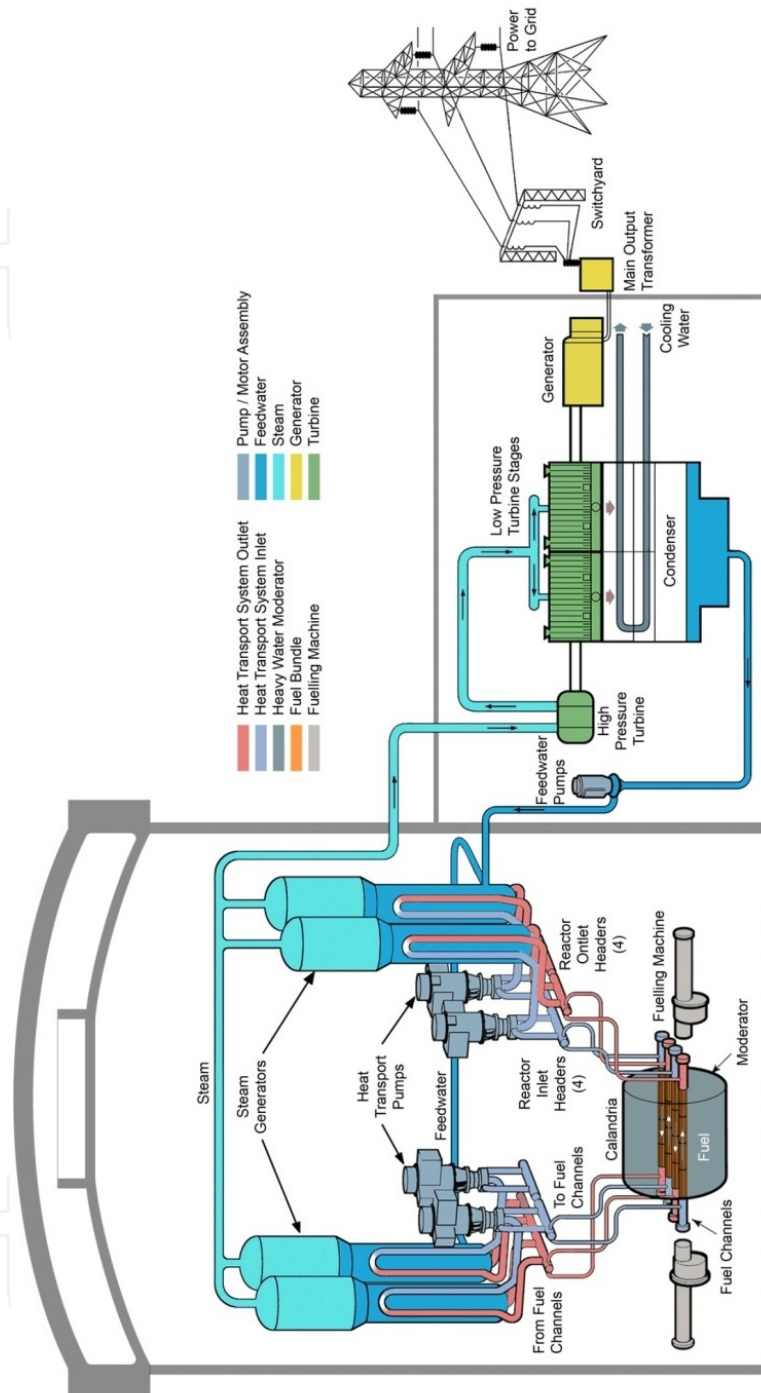 Steam
Steam
Generators
Heat
Transport
Pumps
Feedwater
From Fuel
Channels
To Fuel
Channels
Reactor
Inlet
Headers
(4)
Reactor
Outlet
Headers
(4)
Calandria
Fuel
Fuel Channels
Moderator
Fuelling Machine
Heat Transport System Outlet
Heat Transport System Inlet
Heavy Water Moderator
Fuel Bundle
Fuelling Machine
Pump / Motor Assembly
Feedwater
Steam
Generator
Turbine
Feedwater
Pumps
High
Pressure
Turbine
Low Pressure
Turbine Stages
Condenser
Generator
Cooling
Water
Main Output
Transformer
Switchyard
Power
to Grid